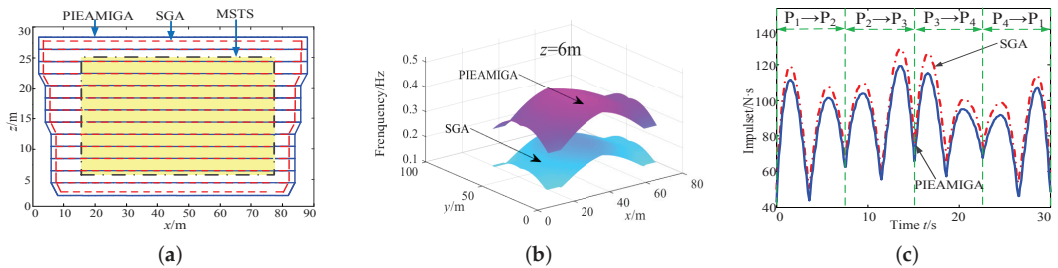 PIEAMIGA SGA MSTS
30
25
20
15
10
5
0
z/m
0 10 20 30 40 50 60 70 80 90
x/m
(a)
z=6m
PIEAMIGA
SGA
Frenquency/Hz
0.5
0.4
0.3
0.2
0.1
100
50
0
y/m
0
20
40
60
80
x/m
(b)
P1→P2 P2→P3 P3→P4 P4→P1
SGA
PIEAMIGA
Impulset/N·s
140
120
100
80
60
40
0 10 20 30
Time t/s
(c)